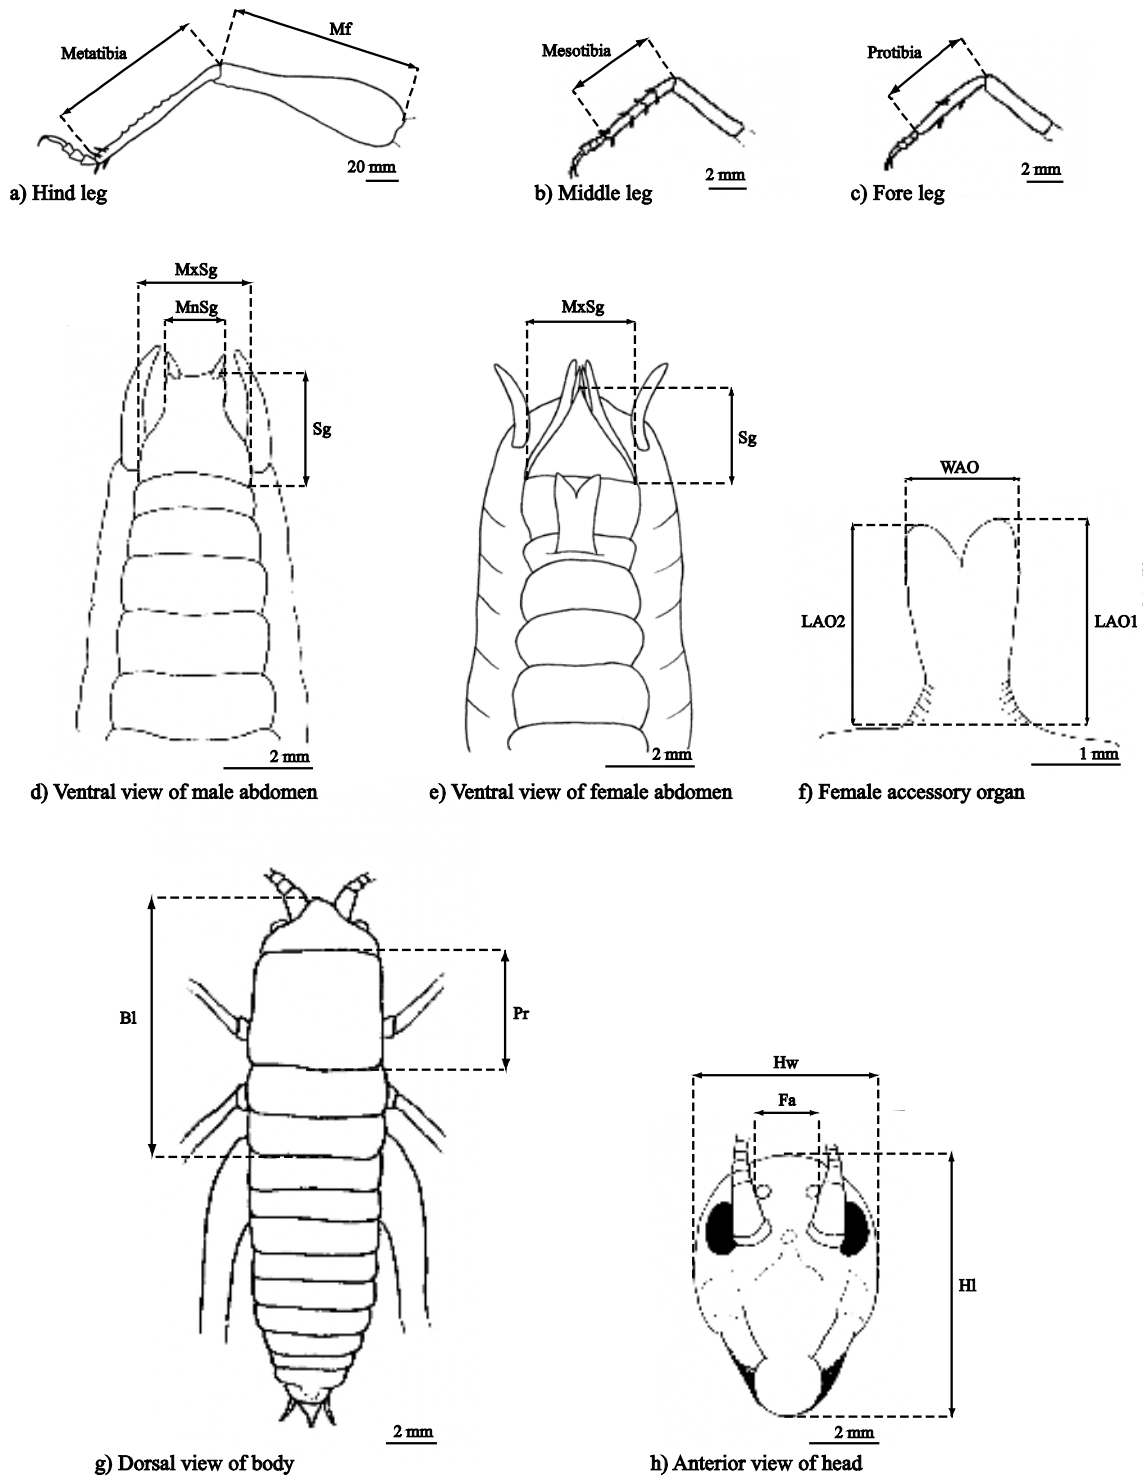 Mf
Metatibia
20 mm
a) Hind leg
Mesotibia
2 mm
b) Middle leg
Protibia
2 mm
c) Fore leg
MxSg
MnSg
Sg
2 mm
d) Ventral view of male abdomen
MxSg
Sg
2 mm
e) Ventral view of female abdomen
WAO
LAO2
LAO1
1 mm
f) Female accessory organ
Bl
Pr
2 mm
g) Dorsal view of body
Hw
Fa
Hl
2 mm
h) Anterior view of head